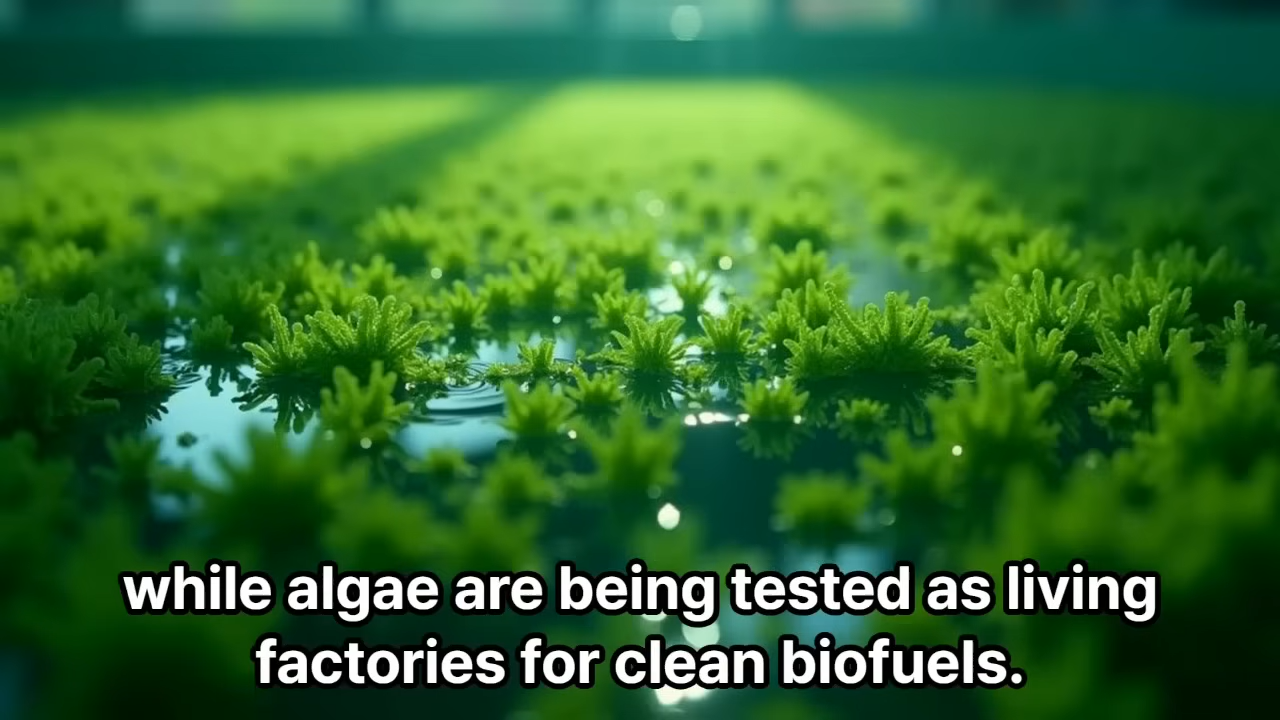 while algae are being tested as living
factories for clean biofuels.